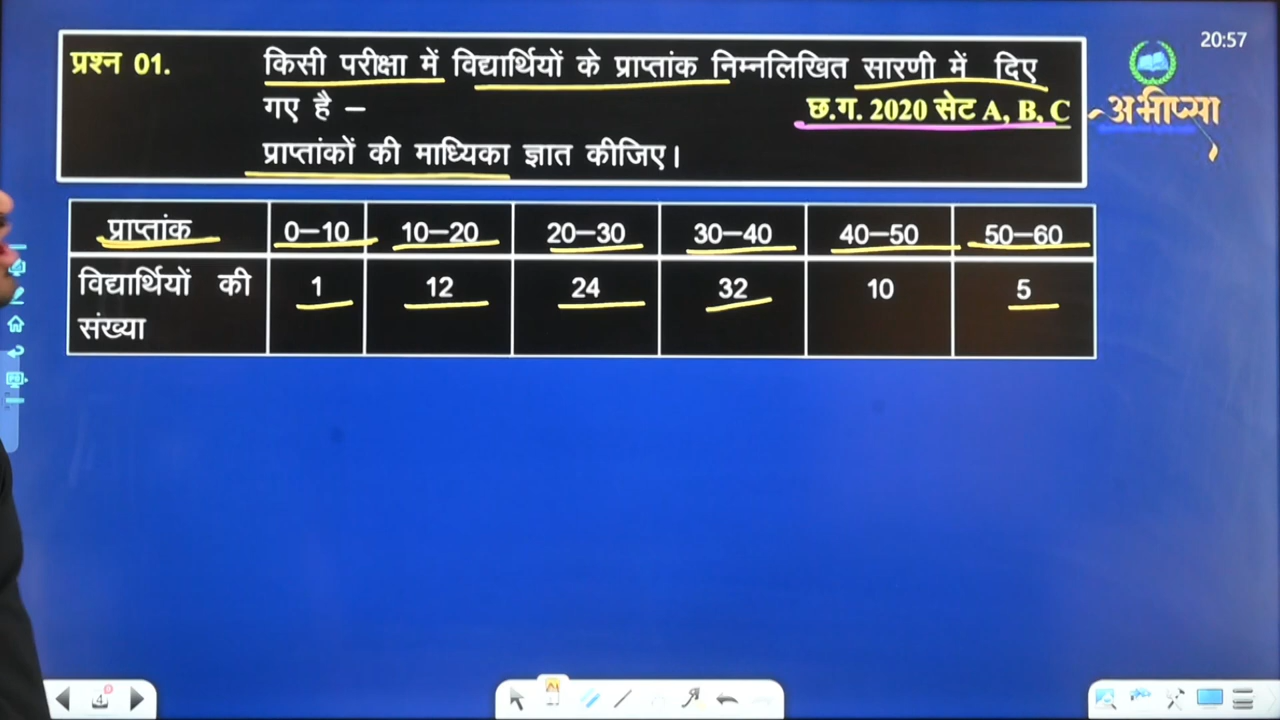 20:57
प्रश्न 01. किसी परीक्षा में विद्यार्थियों के प्राप्तांक निम्नलिखित सारणी में दिए
गए है – छ.ग. 2020 सेट A, B, C
अभीप्सा
प्राप्तांकों की माध्यिका ज्ञात कीजिए।
प्राप्तांक 0–10 10–20 20–30 30–40 40–50 50–60
विद्यार्थियों की संख्या 1 12 24 32 10 5
4